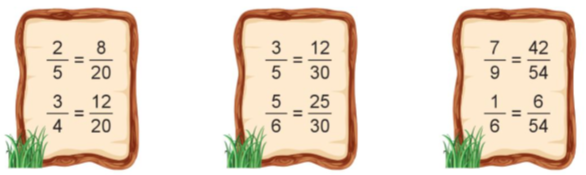 2/5 = 8/20
3/4 = 12/20
3/5 = 12/30
5/6 = 25/30
7/9 = 42/54
1/6 = 6/54